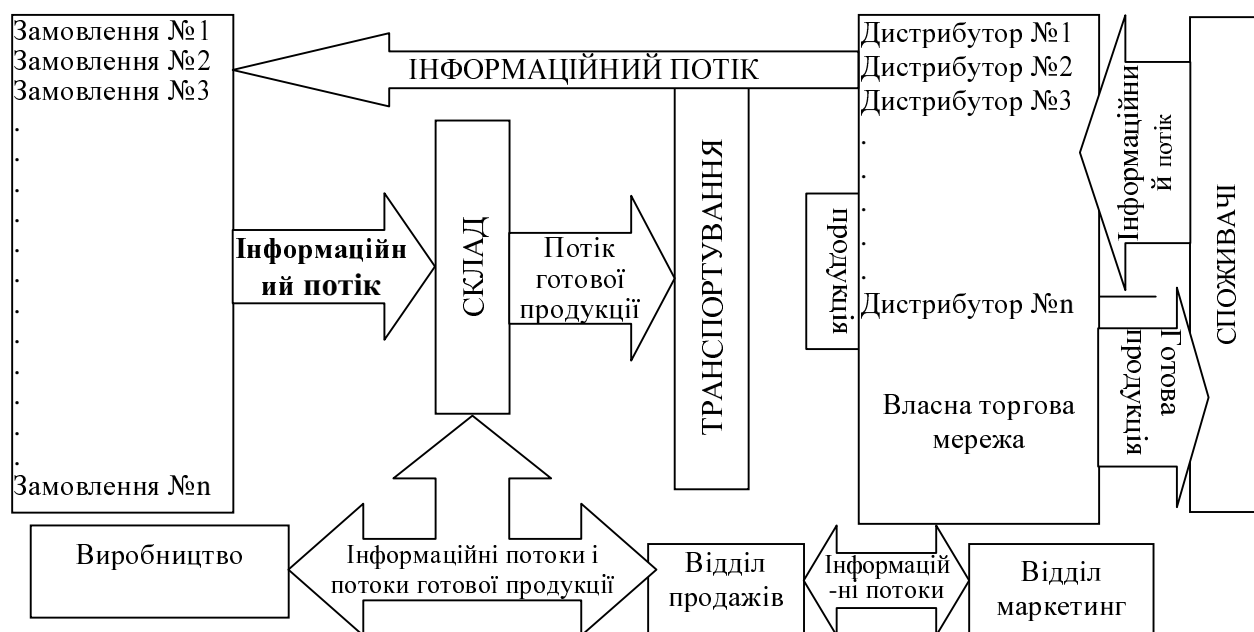 Замовлення №1
Замовлення №2
Замовлення №3
.
.
.
.
.
.
.
.
.
.
.
.
Замовлення №n
ІНФОРМАЦІЙНИЙ ПОТІК
Інформаційн
ий потік
СКЛАД
Потік
готової
продукції
ТРАНСПОРТУВАННЯ
продукція
Дистрибутор №1
Дистрибутор №2
Дистрибутор №3
.
.
.
.
.
Дистрибутор №n
Власна торгова
мережа
Інформаційни
й потік
Готова
продукція
СПОЖИВАЧІ
Виробництво
Інформаційні потоки і
потоки готової продукції
Відділ
продажів
Інформацій
-ні потоки
Відділ
маркетинг